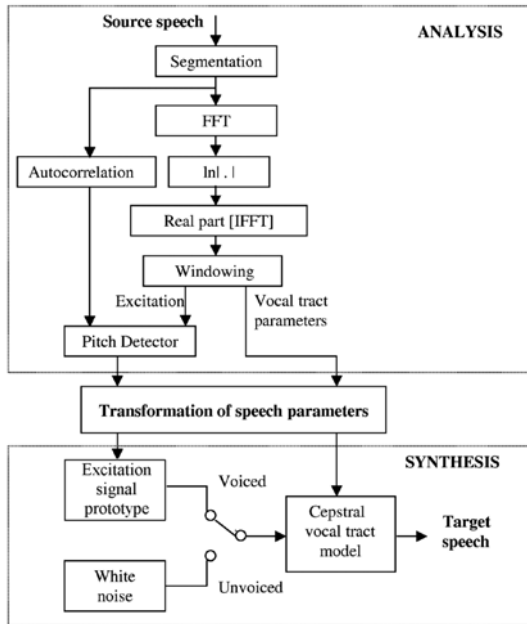 Source speech
ANALYSIS
Segmentation
FFT
Autocorrelation
ln| . |
Real part [IFFT]
Windowing
Excitation
Vocal tract
parameters
Pitch Detector
Transformation of speech parameters
SYNTHESIS
Excitation
signal
prototype
Voiced
Cepstral
vocal tract
model
Target
speech
White
noise
Unvoiced